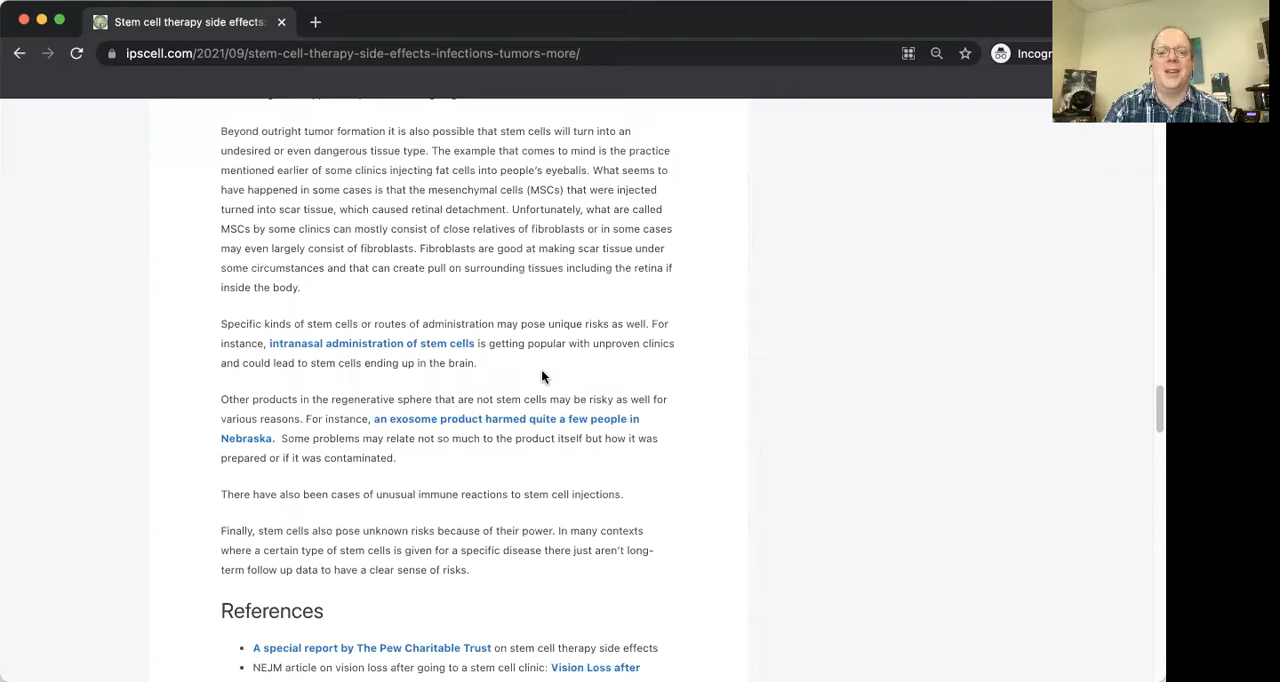 Stem cell therapy side effects:
ipscell.com/2021/09/stem-cell-therapy-side-effects-infections-tumors-more/
Incogn
Beyond outright tumor formation it is also possible that stem cells will turn into an
undesired or even dangerous tissue type. The example that comes to mind is the practice
mentioned earlier of some clinics injecting fat cells into people's eyeballs. What seems to
have happened in some cases is that the mesenchymal cells (MSCs) that were injected
turned into scar tissue, which caused retinal detachment. Unfortunately, what are called
MSCs by some clinics can mostly consist of close relatives of fibroblasts or in some cases
may even largely consist of fibroblasts. Fibroblasts are good at making scar tissue under
some circumstances and that can create pull on surrounding tissues including the retina if
inside the body.
Specific kinds of stem cells or routes of administration may pose unique risks as well. For
instance, intranasal administration of stem cells is getting popular with unproven clinics
and could lead to stem cells ending up in the brain.
Other products in the regenerative sphere that are not stem cells may be risky as well for
various reasons. For instance, an exosome product harmed quite a few people in
Nebraska. Some problems may relate not so much to the product itself but how it was
prepared or if it was contaminated.
There have also been cases of unusual immune reactions to stem cell injections.
Finally, stem cells also pose unknown risks because of their power. In many contexts
where a certain type of stem cells is given for a specific disease there just aren't long-
term follow up data to have a clear sense of risks.
References
• A special report by The Pew Charitable Trust on stem cell therapy side effects
• NEJM article on vision loss after going to a stem cell clinic: Vision Loss after